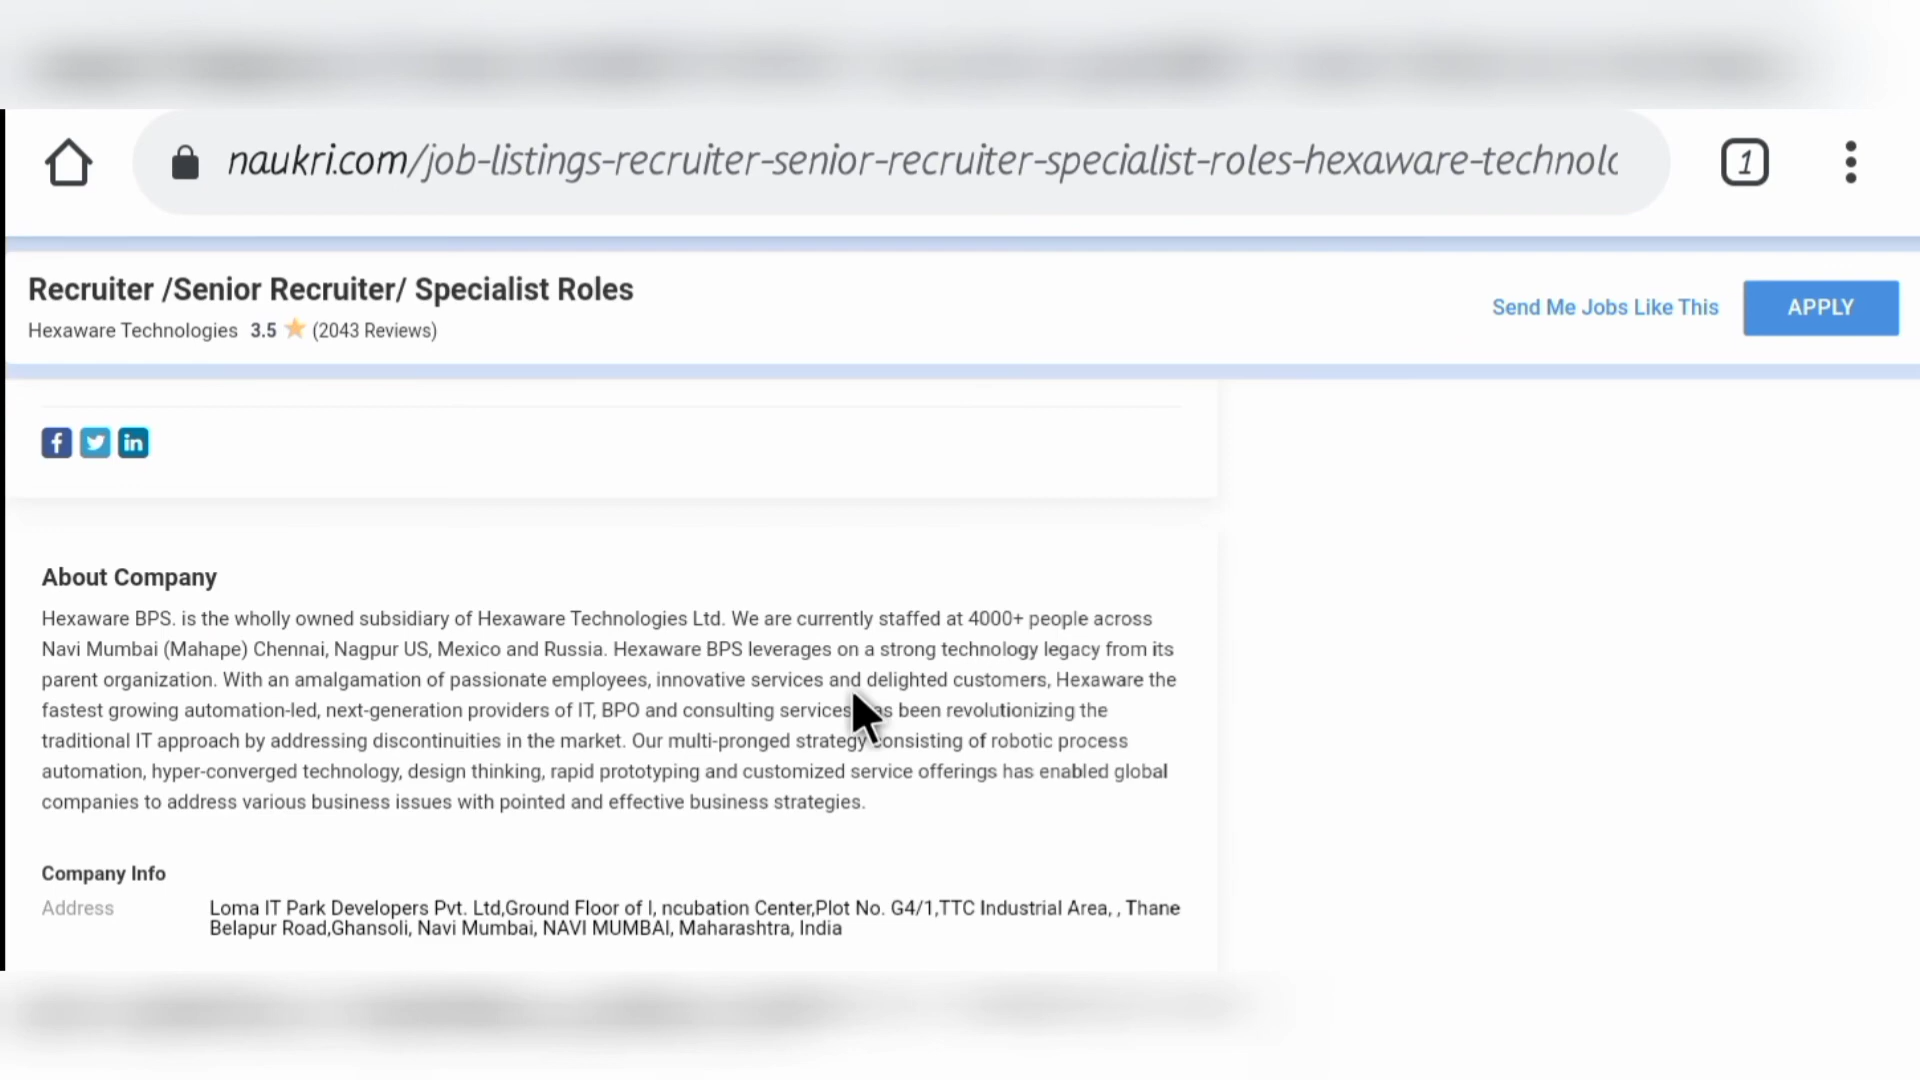 naukri.com/job-listings-recruiter-senior-recruiter-specialist-roles-hexaware-technolo
1
Recruiter /Senior Recruiter/ Specialist Roles
Hexaware Technologies 3.5 (2043 Reviews)
Send Me Jobs Like This
APPLY
About Company
Hexaware BPS. is the wholly owned subsidiary of Hexaware Technologies Ltd. We are currently staffed at 4000+ people across
Navi Mumbai (Mahape) Chennai, Nagpur US, Mexico and Russia. Hexaware BPS leverages on a strong technology legacy from its
parent organization. With an amalgamation of passionate employees, innovative services and delighted customers, Hexaware the
fastest growing automation-led, next-generation providers of IT, BPO and consulting services has been revolutionizing the
traditional IT approach by addressing discontinuities in the market. Our multi-pronged strategy consisting of robotic process
automation, hyper-converged technology, design thinking, rapid prototyping and customized service offerings has enabled global
companies to address various business issues with pointed and effective business strategies.
Company Info
Address
Loma IT Park Developers Pvt. Ltd,Ground Floor of I, ncubation Center,Plot No. G4/1,TTC Industrial Area, , Thane
Belapur Road,Ghansoli, Navi Mumbai, NAVI MUMBAI, Maharashtra, India